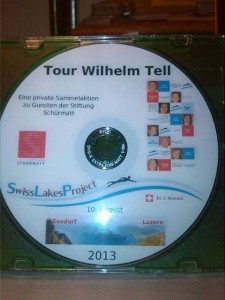 Tour Wilhelm Tell
Eine private Sammelaktion
zu Gunsten der Stiftung
Schürmatt
SCHÜRMATT
SwissLakesProject
10. August
Seedorf
Luzern
2013